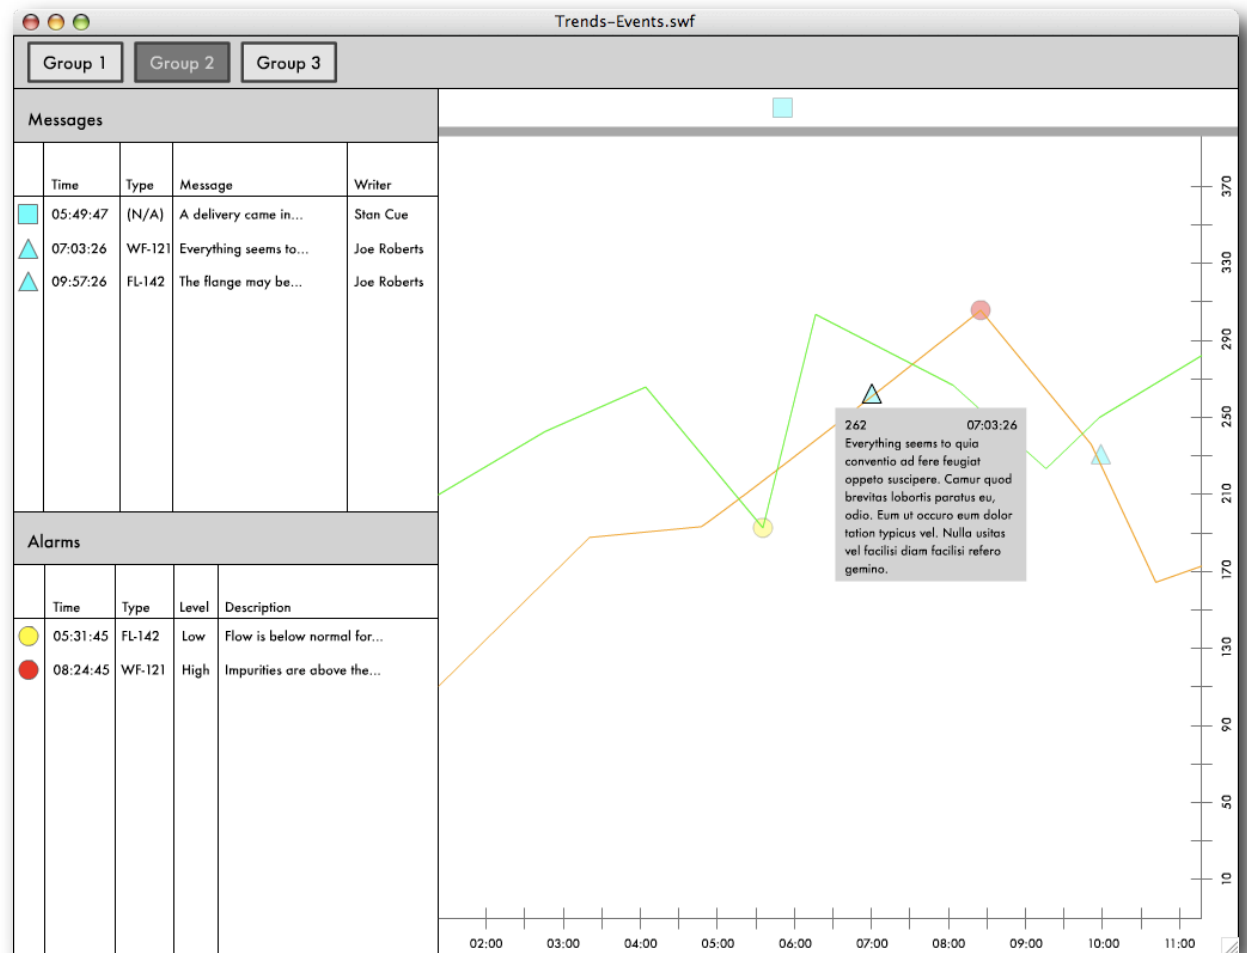 Trends-Events.swf
Group 1 Group 2 Group 3
Messages
Time Type Message Writer
05:49:47 (N/A) A delivery came in... Stan Cue
07:03:26 WF-121 Everything seems to... Joe Roberts
09:57:26 FL-142 The flange may be... Joe Roberts
Alarms
Time Type Level Description
05:31:45 FL-142 Low Flow is below normal for...
08:24:45 WF-121 High Impurities are above the...
262 07:03:26
Everything seems to quia
conventio ad fere feugiat
oppeto suscipere. Camur quod
brevitas lobortis paratus eu,
odio. Eum ut occuro eum dolor
tation typicus vel. Nulla usitas
vel facilisi diam facilisi refero
gemino.
370
330
290
250
210
170
130
90
50
10
02:00 03:00 04:00 05:00 06:00 07:00 08:00 09:00 10:00 11:00